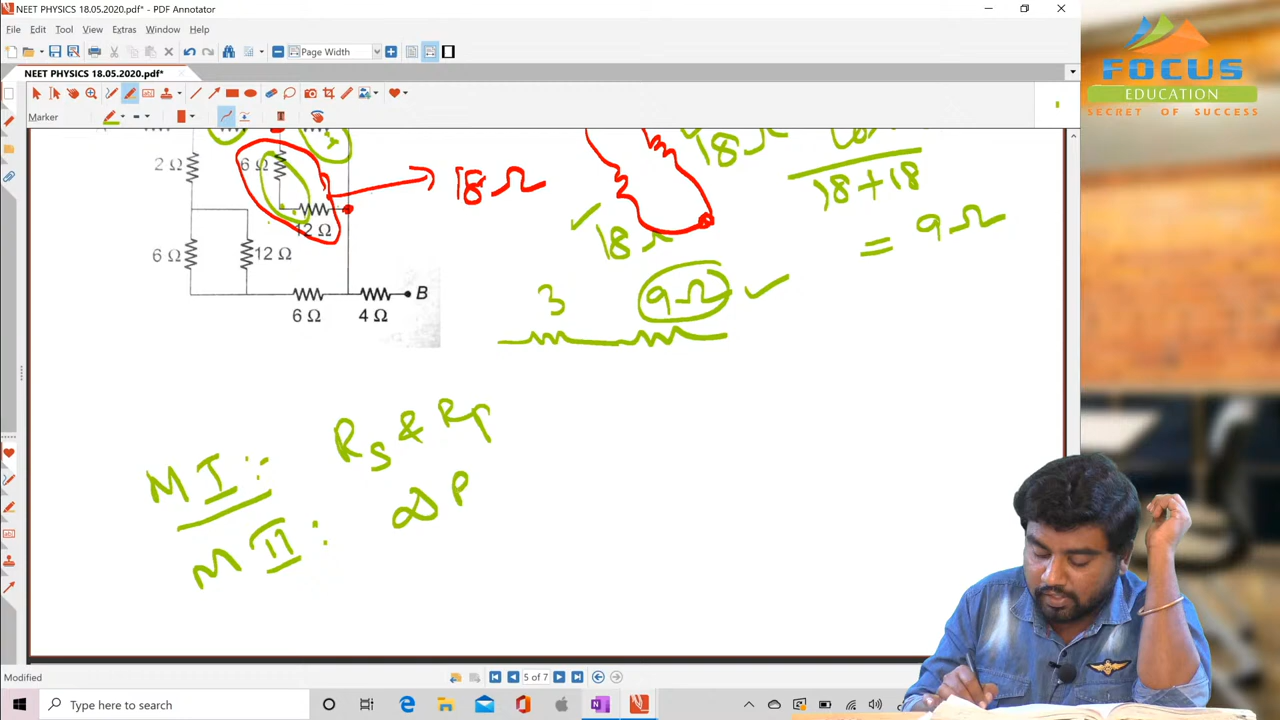 NEET PHYSICS 18.05.2020.pdf* - PDF Annotator
File Edit Tool View Extras Window Help
Page Width
NEET PHYSICS 18.05.2020.pdf*
Marker
FOCUS
EDUCATION
SECRET OF SUCCESS
2 Ω
6 Ω
18 Ω
18 Ω
18+18
12 Ω
18 Ω
= 9 Ω
6 Ω
12 Ω
3
9Ω
B
6 Ω
4 Ω
M I :-
Rs & Rp
M II :
Modified
5 of 7
Type here to search